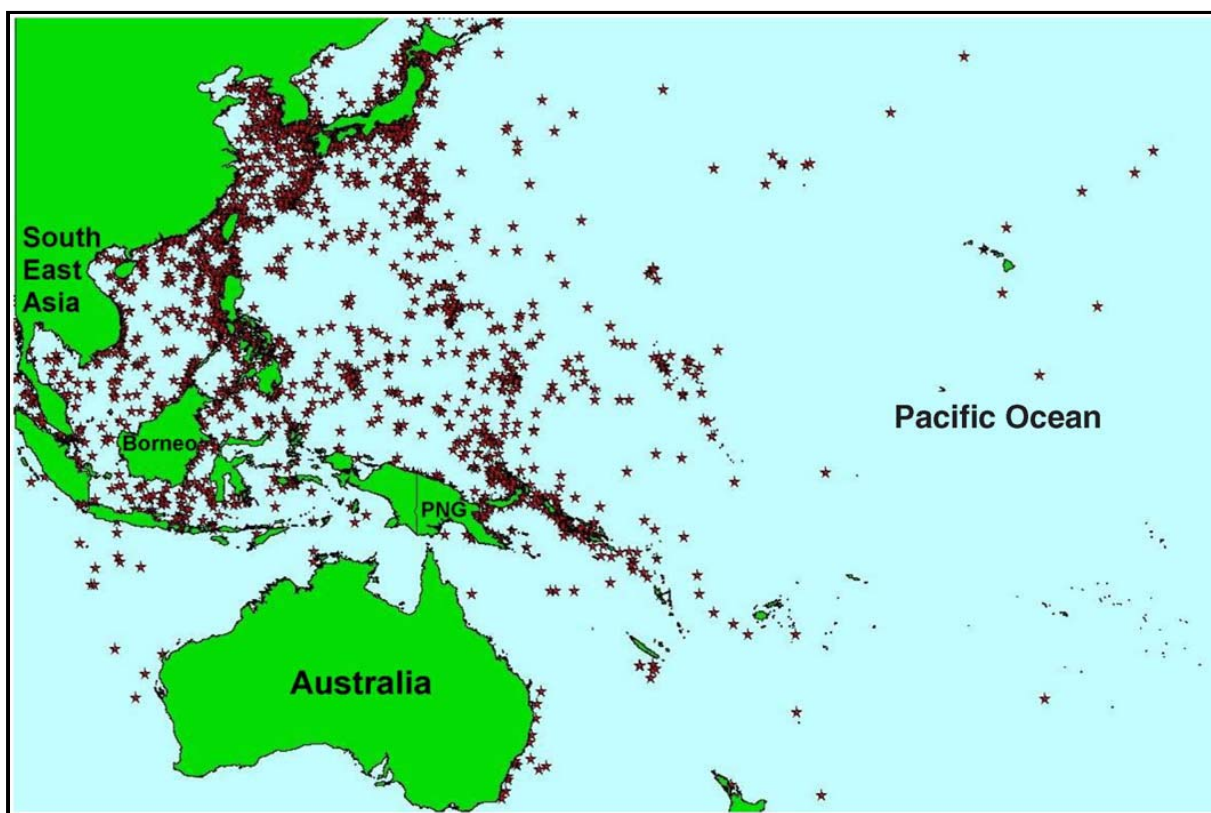 South
East
Asia
Borneo
PNG
Pacific Ocean
Australia